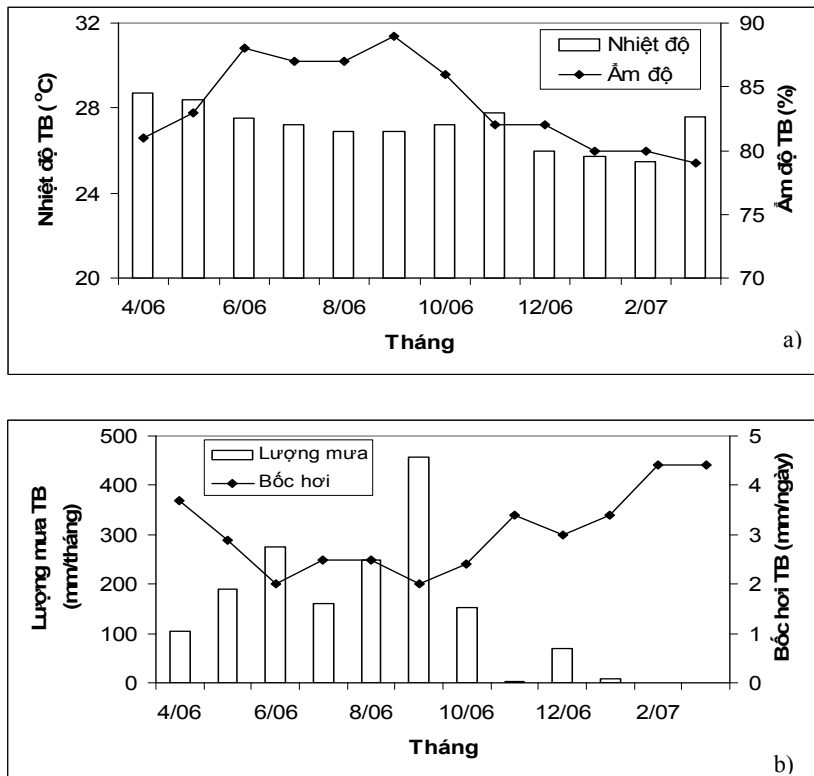 32
28
24
20
Nhiệt độ TB ( °C)
90
85
80
75
70
Ẩm độ TB (%)
Nhiệt độ
Ẩm độ
4/06 6/06 8/06 10/06 12/06 2/07
Tháng
a)
500
400
300
200
100
0
Lượng mưa TB
(mm/tháng)
5
4
3
2
1
0
Bốc hơi TB (mm/ngày)
Lượng mưa
Bốc hơi
4/06 6/06 8/06 10/06 12/06 2/07
Tháng
b)